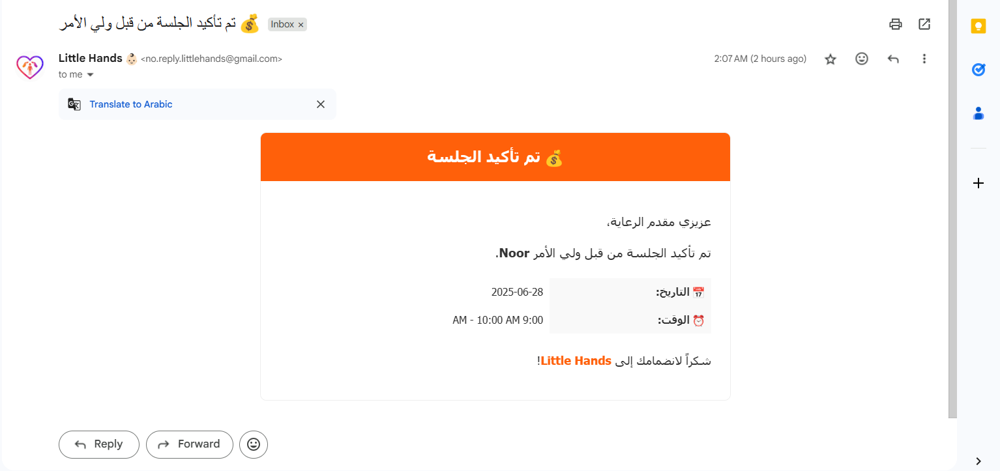 💰 تم تأكيد الجلسة من قبل ولي الأمر
Inbox ×
Little Hands 👶🏻 <no.reply.littlehands@gmail.com>
2:07 AM (2 hours ago)
to me
Translate to Arabic
💰 تم تأكيد الجلسة
عزيزي مقدم الرعاية،
تم تأكيد الجلسة من قبل ولي الأمر Noor.
📅 التاريخ: 2025-06-28
⏰ الوقت: 9:00 AM - 10:00 AM
شكراً لانضمامك إلى Little Hands!
Reply
Forward